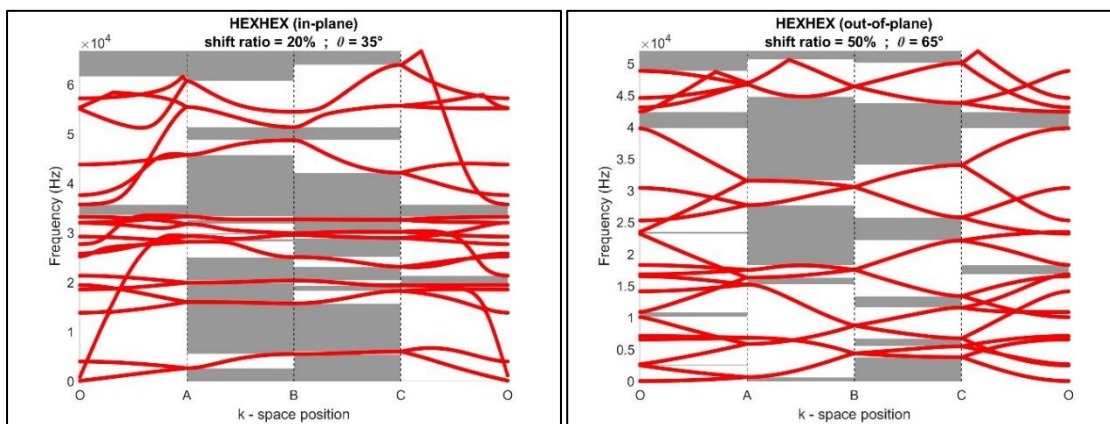 HEXHEX (in-plane)
shift ratio = 20% ; θ = 35°
×10⁴
6
5
4
3
2
1
0
Frequency (Hz)
O A B C O
k - space position
HEXHEX (out-of-plane)
shift ratio = 50% ; θ = 65°
×10⁴
5
4.5
4
3.5
3
2.5
2
1.5
1
0.5
0
Frequency (Hz)
O A B C O
k - space position